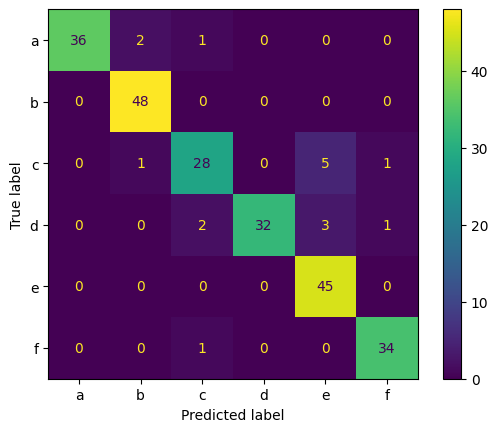 a 36 2 1 0 0 0
b 0 48 0 0 0 0
c 0 1 28 0 5 1
d 0 0 2 32 3 1
e 0 0 0 0 45 0
f 0 0 1 0 0 34
a b c d e f
Predicted label
True label
40
30
20
10
0